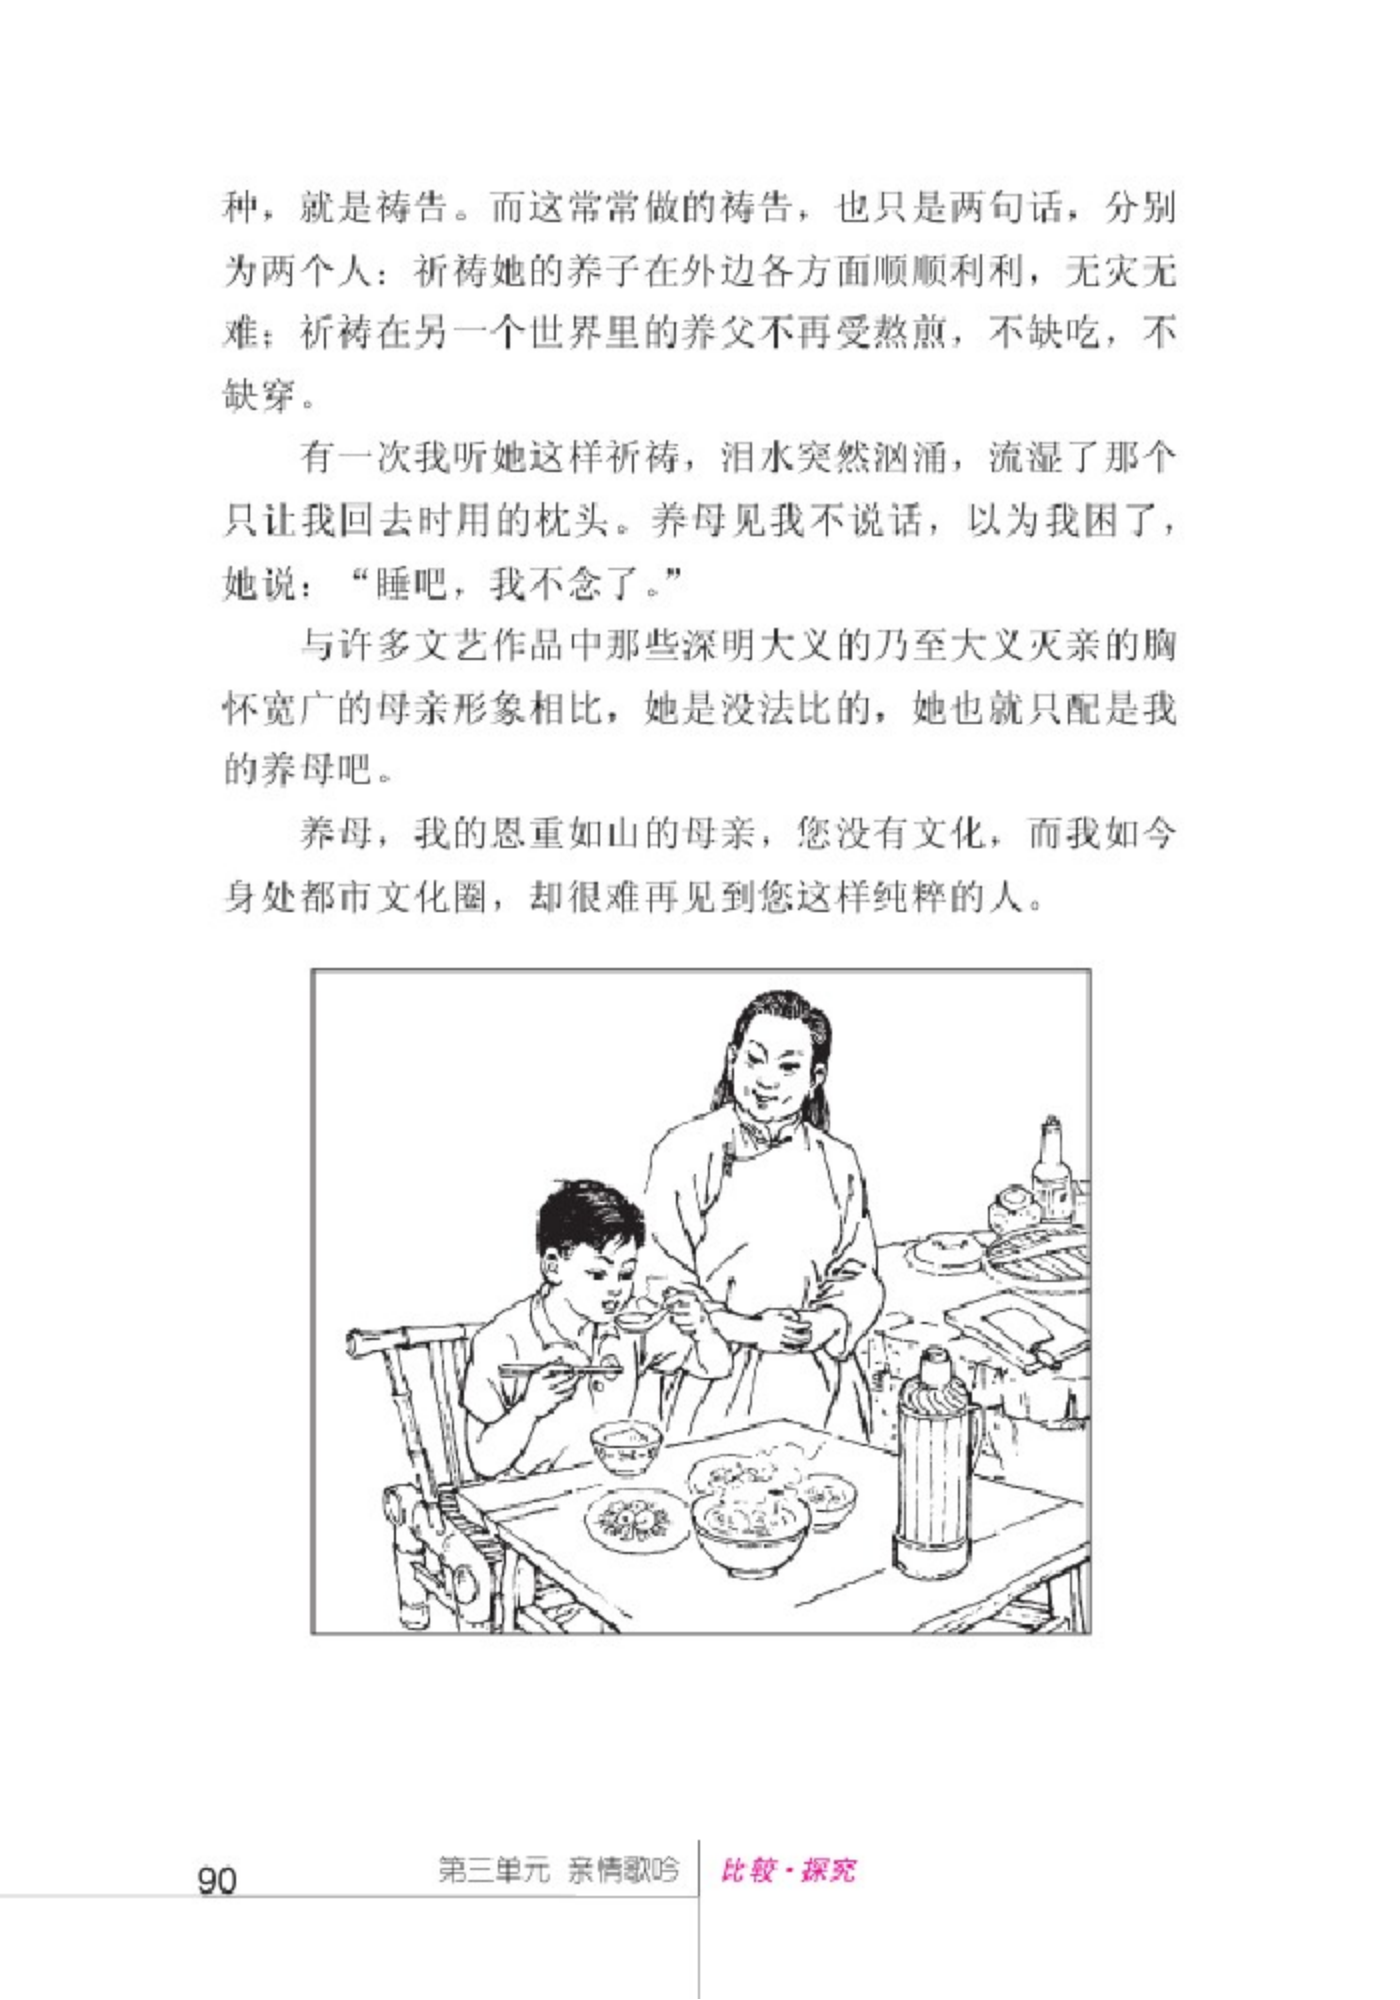 种，就是祷告。而这常常做的祷告，也只是两句话，分别
为两个人：祈祷她的养子在外边各方面顺顺利利，无灾无
难；祈祷在另一个世界里的养父不再受熬煎，不缺吃，不
缺穿。
有一次我听她这样祈祷，泪水突然汹涌，流湿了那个
只让我回去时用的枕头。养母见我不说话，以为我困了，
她说：“睡吧，我不念了。”
与许多文艺作品中那些深明大义的乃至大义灭亲的胸
怀宽广的母亲形象相比，她是没法比的，她也就只配是我
的养母吧。
养母，我的恩重如山的母亲，您没有文化，而我如今
身处都市文化圈，却很难再见到您这样纯粹的人。
90 第三单元 亲情歌吟 比较·探究